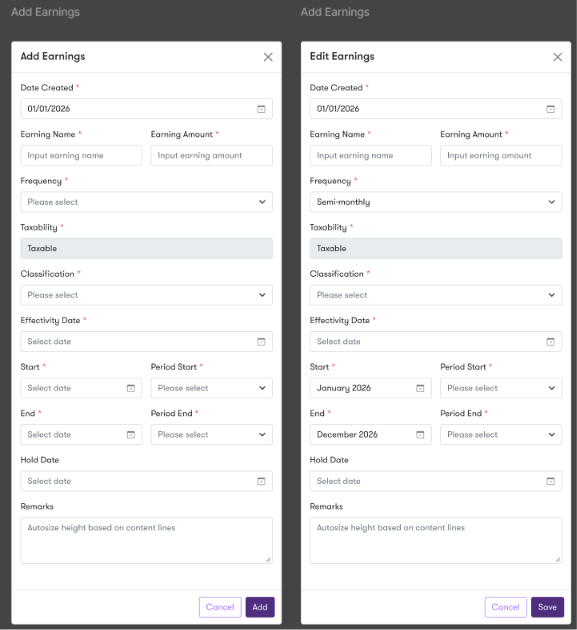 Add Earnings
Add Earnings
Date Created *
01/01/2026
Earning Name * Earning Amount *
Input earning name Input earning amount
Frequency *
Please select
Taxability *
Taxable
Classification *
Please select
Effectivity Date *
Select date
Start * Period Start *
Select date Please select
End * Period End *
Select date Please select
Hold Date
Select date
Remarks
Autosize height based on content lines
Cancel Add
Add Earnings
Edit Earnings
Date Created *
01/01/2026
Earning Name * Earning Amount *
Input earning name Input earning amount
Frequency *
Semi-monthly
Taxability *
Taxable
Classification *
Please select
Effectivity Date *
Select date
Start * Period Start *
January 2026 Please select
End * Period End *
December 2026 Please select
Hold Date
Select date
Remarks
Autosize height based on content lines
Cancel Save